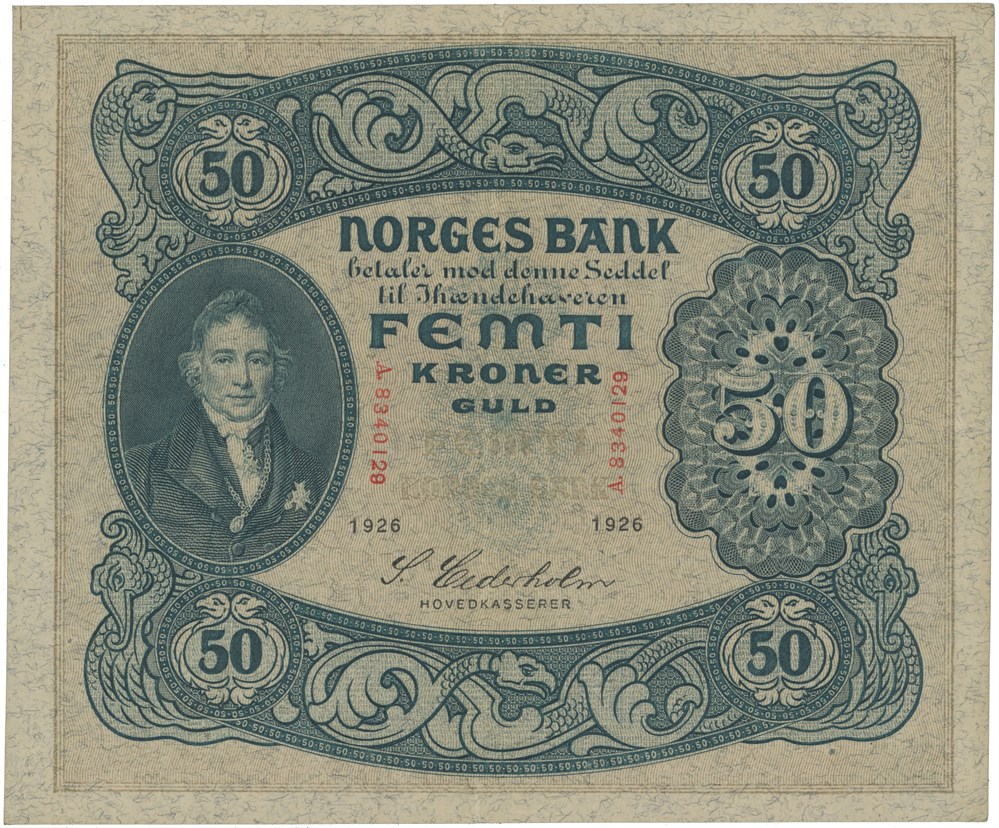 50
50
NORGES BANK
betaler mod denne Seddel
til Ihændehaveren
FEMTI
KRONER
GULD
A.8340129
A.8340129
50
1926
1926
S. Cederholm
HOVEDKASSERER
50
50